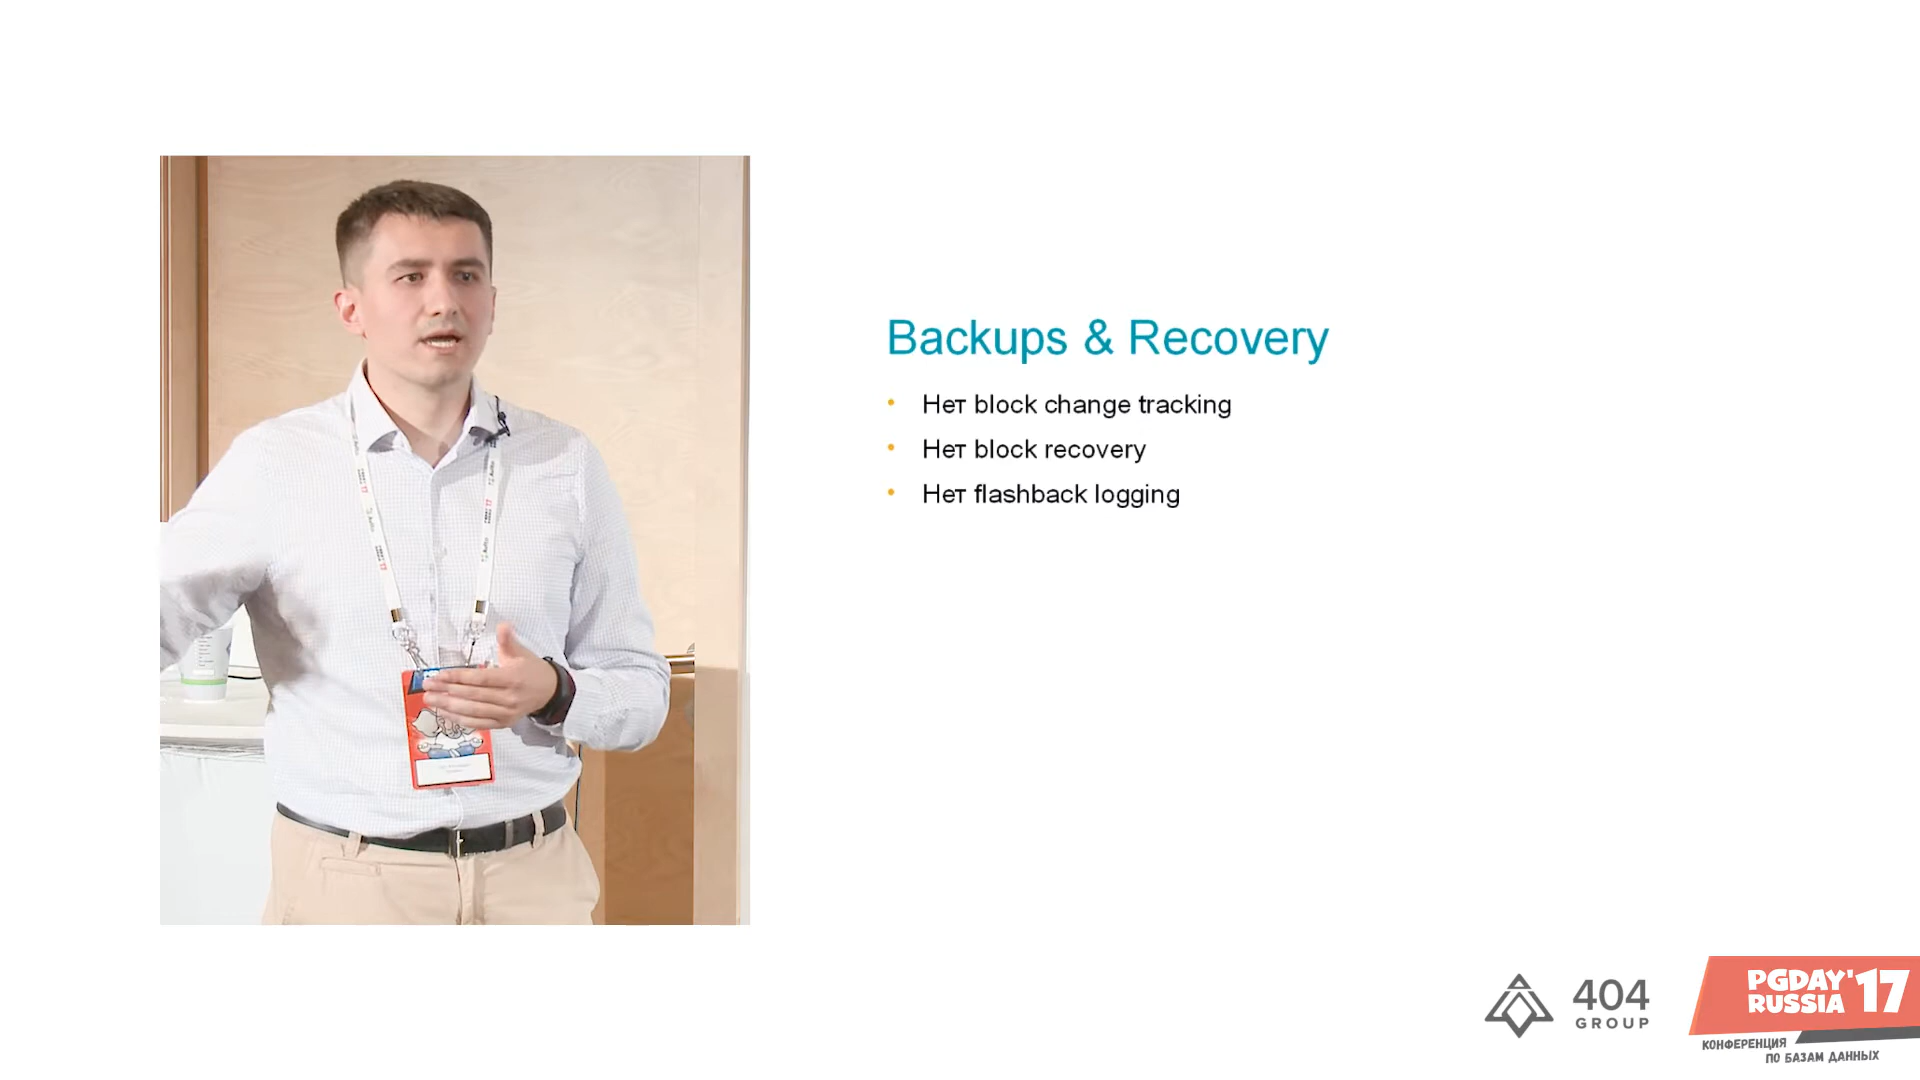 Backups & Recovery
Нет block change tracking
Нет block recovery
Нет flashback logging
404
GROUP
PGDAY'17
RUSSIA
КОНФЕРЕНЦИЯ
ПО БАЗАМ ДАННЫХ